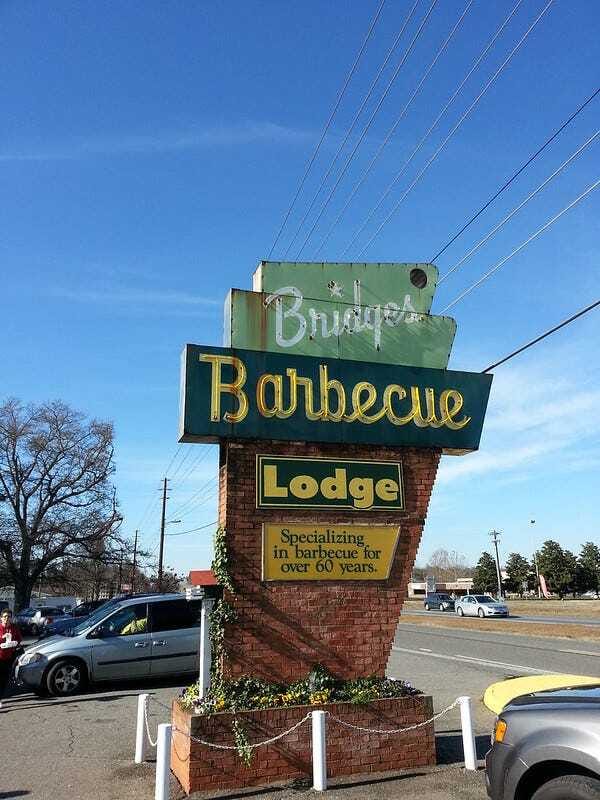 Bridges
Barbecue
Lodge
Specializing
in barbecue for
over 60 years.